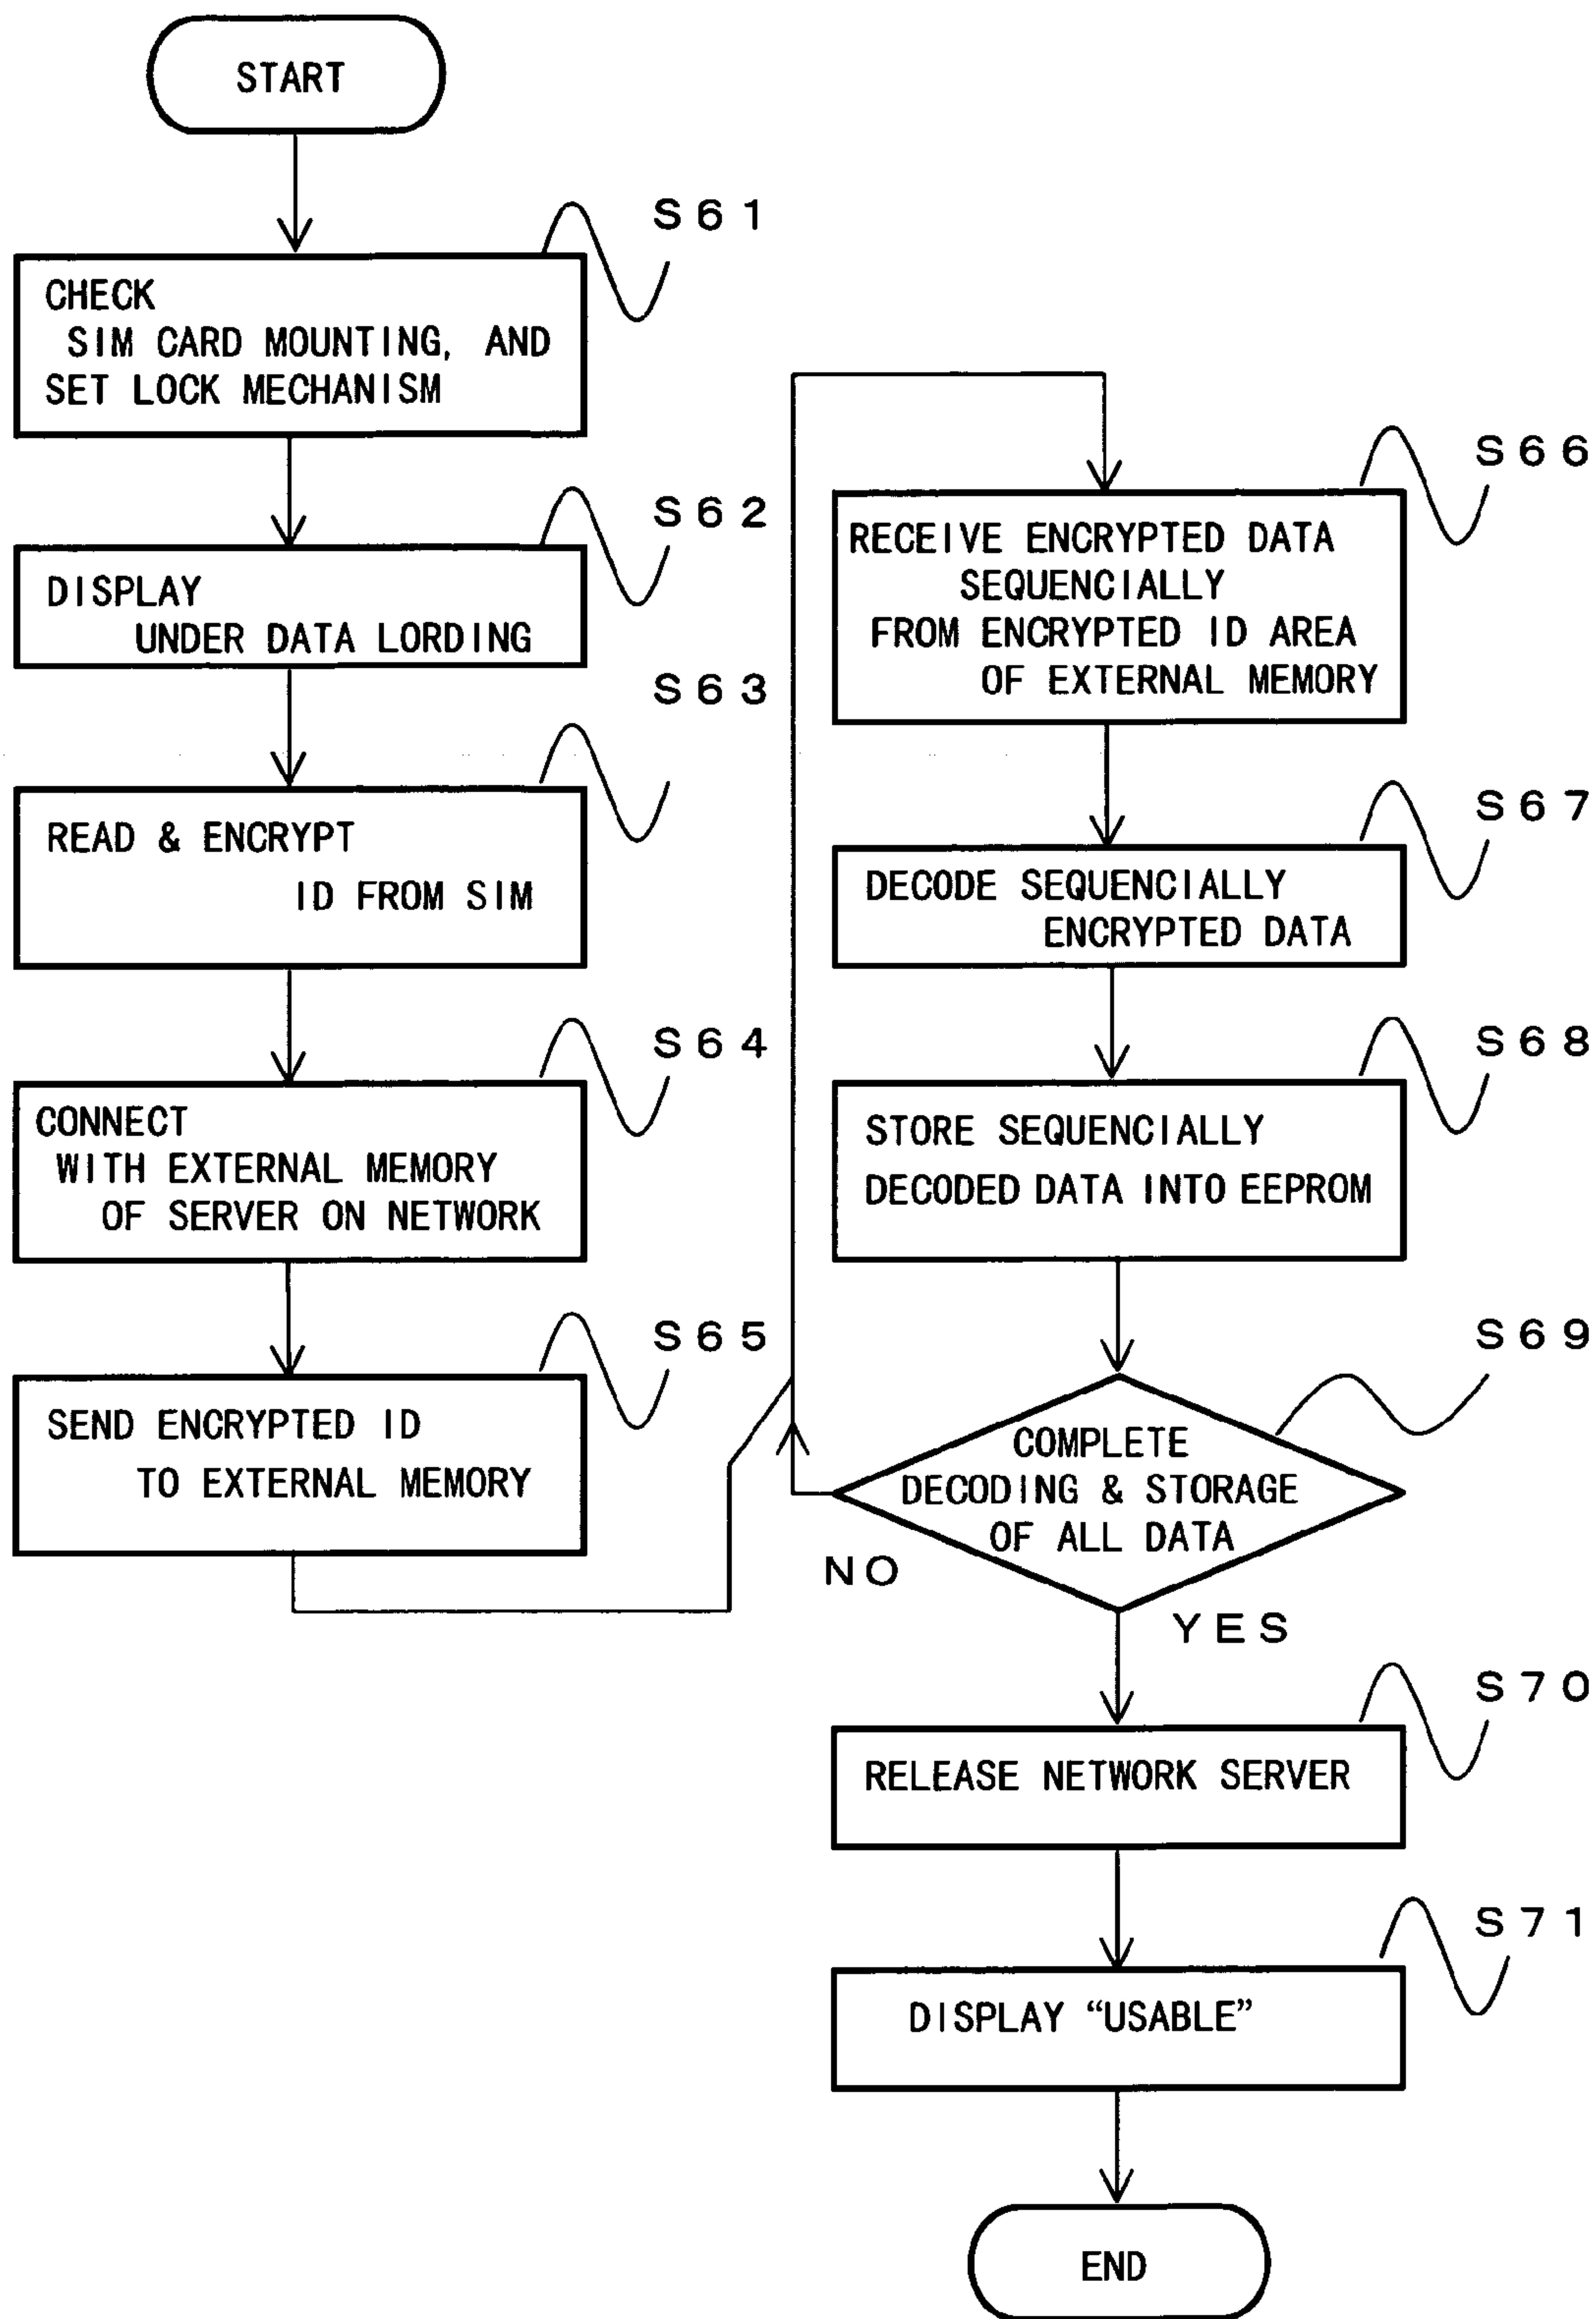 START
S61
CHECK
SIM CARD MOUNTING, AND
SET LOCK MECHANISM
S62
DISPLAY
UNDER DATA LORDING
S63
READ & ENCRYPT
ID FROM SIM
S64
CONNECT
WITH EXTERNAL MEMORY
OF SERVER ON NETWORK
S65
SEND ENCRYPTED ID
TO EXTERNAL MEMORY
S66
RECEIVE ENCRYPTED DATA
SEQUENCIALLY
FROM ENCRYPTED ID AREA
OF EXTERNAL MEMORY
S67
DECODE SEQUENCIALLY
ENCRYPTED DATA
S68
STORE SEQUENCIALLY
DECODED DATA INTO EEPROM
S69
COMPLETE
DECODING & STORAGE
OF ALL DATA
NO
YES
S70
RELEASE NETWORK SERVER
S71
DISPLAY “USABLE”
END